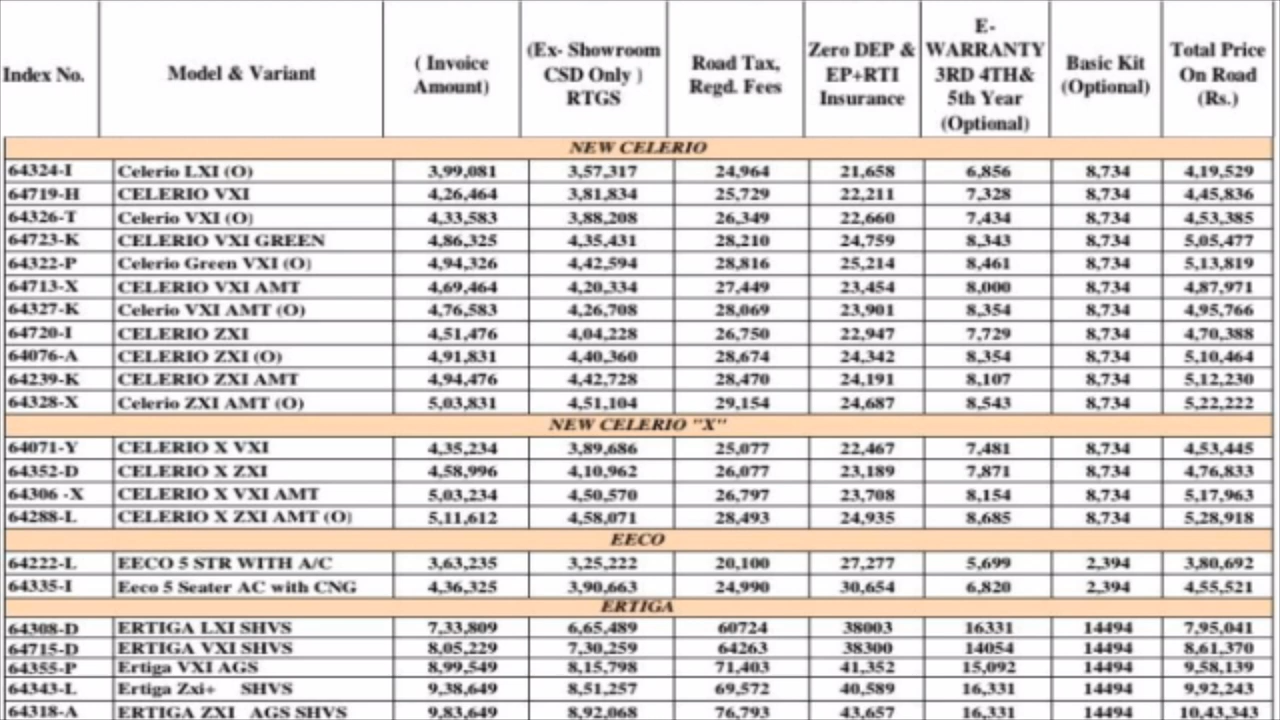 Index No. Model & Variant ( Invoice Amount) (Ex- Showroom CSD Only ) RTGS Road Tax, Regd. Fees Zero DEP & EP+RTI Insurance E-WARRANTY 3RD 4TH& 5th Year (Optional) Basic Kit (Optional) Total Price On Road (Rs.)
NEW CELERIO
64324-I Celerio LXI (O) 3,99,081 3,57,317 24,964 21,658 6,856 8,734 4,19,529
64719-H CELERIO VXI 4,26,464 3,81,834 25,729 22,211 7,328 8,734 4,45,836
64326-T Celerio VXI (O) 4,33,583 3,88,208 26,349 22,660 7,434 8,734 4,53,385
64723-K CELERIO VXI GREEN 4,86,325 4,35,431 28,210 24,759 8,343 8,734 5,05,477
64322-P Celerio Green VXI (O) 4,94,326 4,42,594 28,816 25,214 8,461 8,734 5,13,819
64713-X CELERIO VXI AMT 4,69,464 4,20,334 27,449 23,454 8,000 8,734 4,87,971
64327-K Celerio VXI AMT (O) 4,76,583 4,26,708 28,069 23,901 8,354 8,734 4,95,766
64720-I CELERIO ZXI 4,51,476 4,04,228 26,750 22,947 7,729 8,734 4,70,388
64076-A CELERIO ZXI (O) 4,91,831 4,40,360 28,674 24,342 8,354 8,734 5,10,464
64239-K CELERIO ZXI AMT 4,94,476 4,42,728 28,470 24,191 8,107 8,734 5,12,230
64328-X Celerio ZXI AMT (O) 5,03,831 4,51,104 29,154 24,687 8,543 8,734 5,22,222
NEW CELERIO "X"
64071-Y CELERIO X VXI 4,35,234 3,89,686 25,077 22,467 7,481 8,734 4,53,445
64352-D CELERIO X ZXI 4,58,996 4,10,962 26,077 23,189 7,871 8,734 4,76,833
64306 -X CELERIO X VXI AMT 5,03,234 4,50,570 26,797 23,708 8,154 8,734 5,17,963
64288-L CELERIO X ZXI AMT (O) 5,11,612 4,58,071 28,493 24,935 8,685 8,734 5,28,918
EECO
64222-L EECO 5 STR WITH A/C 3,63,235 3,25,222 20,100 27,277 5,699 2,394 3,80,692
64335-I Eeco 5 Seater AC with CNG 4,36,325 3,90,663 24,990 30,654 6,820 2,394 4,55,521
ERTIGA
64308-D ERTIGA LXI SHVS 7,33,809 6,65,489 60724 38003 16331 14494 7,95,041
64715-D ERTIGA VXI SHVS 8,05,229 7,30,259 64263 38300 14054 14494 8,61,370
64355-P Ertiga VXI AGS 8,99,549 8,15,798 71,403 41,352 15,092 14494 9,58,139
64343-L Ertiga Zxi+ SHVS 9,38,649 8,51,257 69,572 40,589 16,331 14494 9,92,243
64318-A ERTIGA ZXI AGS SHVS 9,83,649 8,92,068 76,793 43,657 16,331 14494 10,43,343